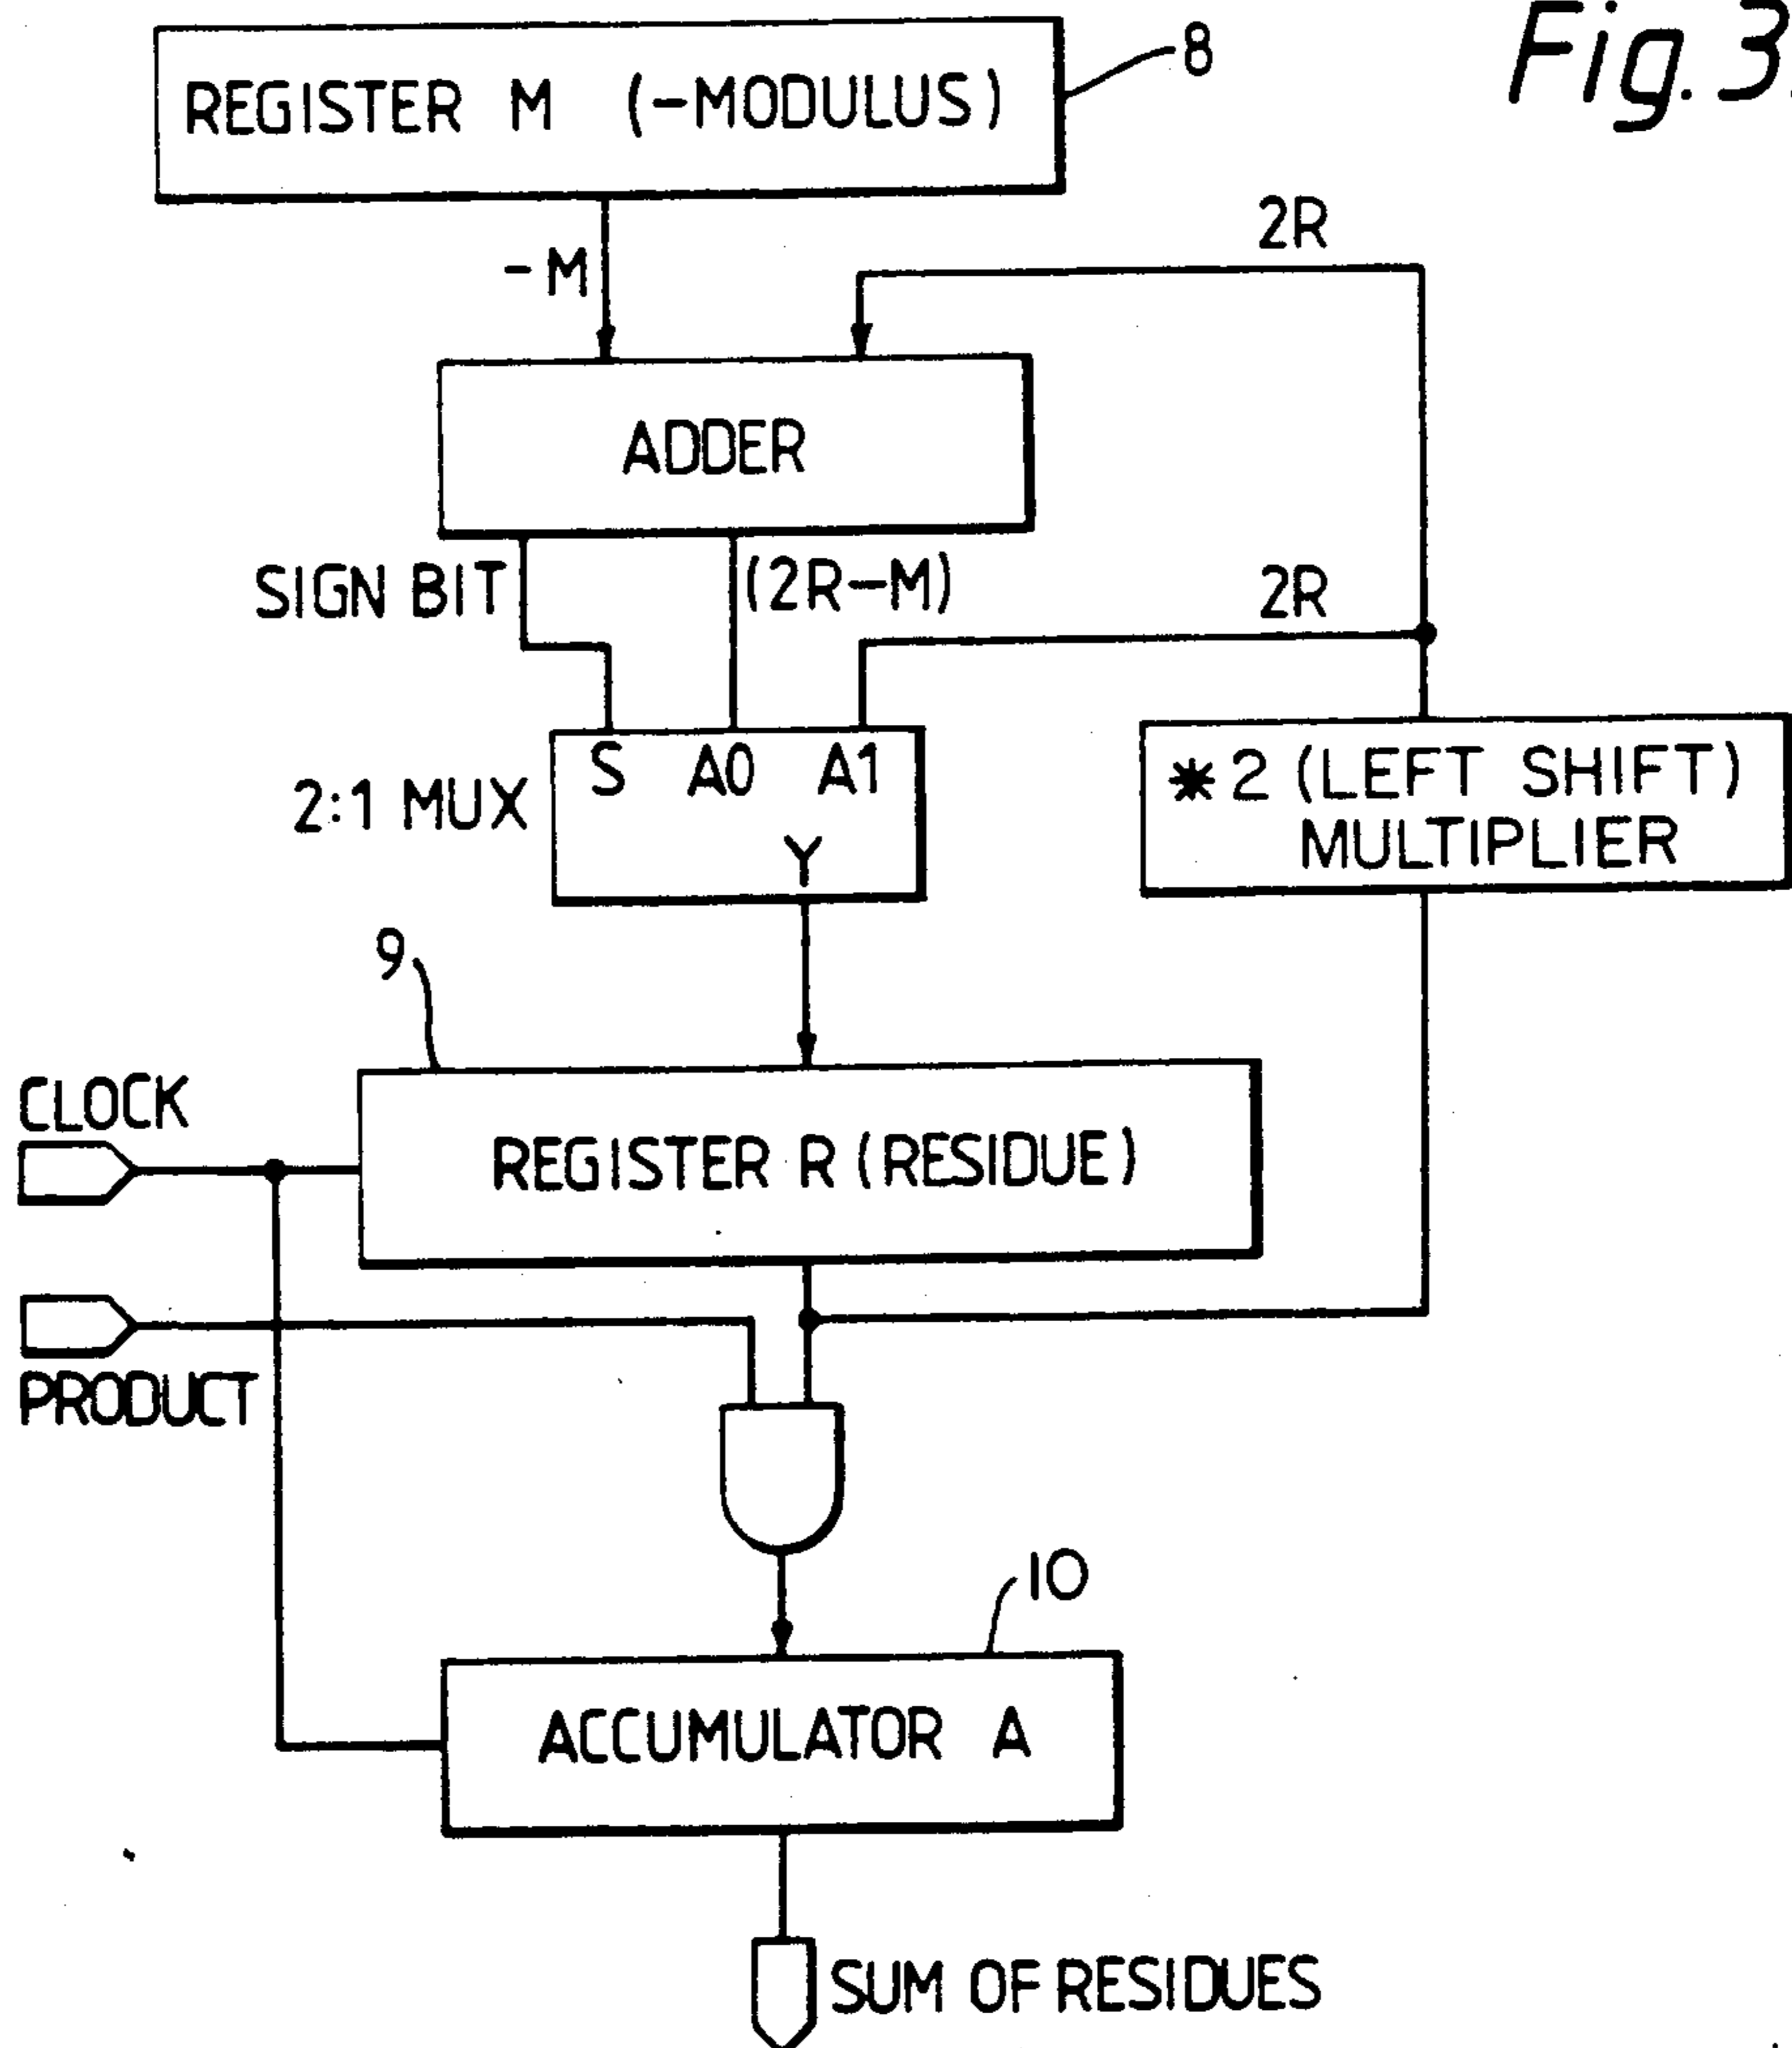 Fig. 3.
REGISTER M (-MODULUS)
8
-M
2R
ADDER
SIGN BIT
(2R-M)
2R
S A0 A1
2:1 MUX
Y
*2 (LEFT SHIFT)
MULTIPLIER
9
CLOCK
REGISTER R (RESIDUE)
PRODUCT
10
ACCUMULATOR A
SUM OF RESIDUES